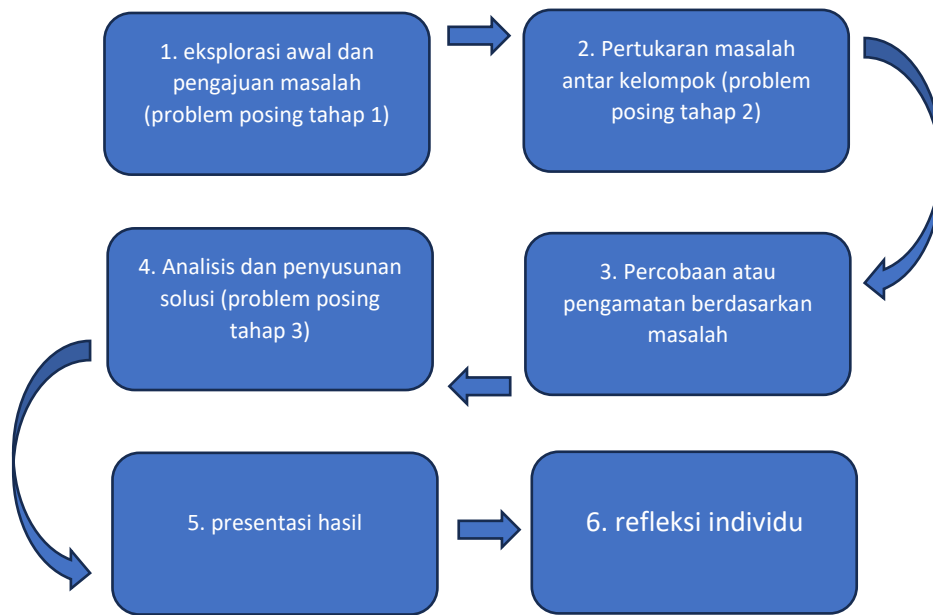 1. eksplorasi awal dan
pengajuan masalah
(problem posing tahap 1)
2. Pertukaran masalah
antar kelompok (problem
posing tahap 2)
3. Percobaan atau
pengamatan berdasarkan
masalah
4. Analisis dan penyusunan
solusi (problem posing
tahap 3)
5. presentasi hasil
6. refleksi individu